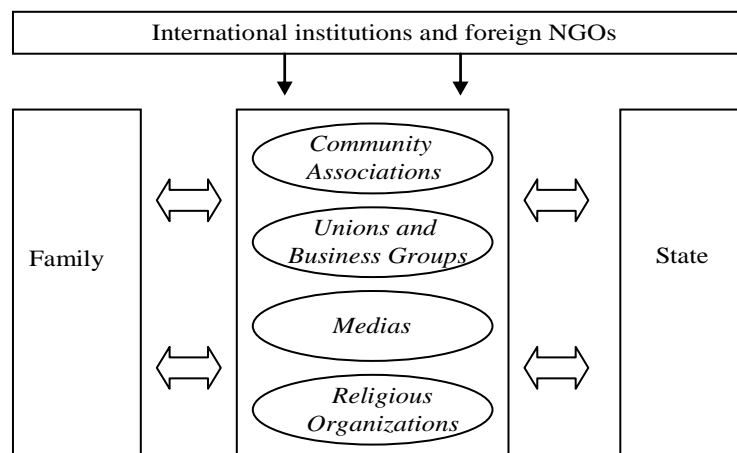 International institutions and foreign NGOs
Community
Associations
Unions and
Business Groups
Family
State
Medias
Religious
Organizations